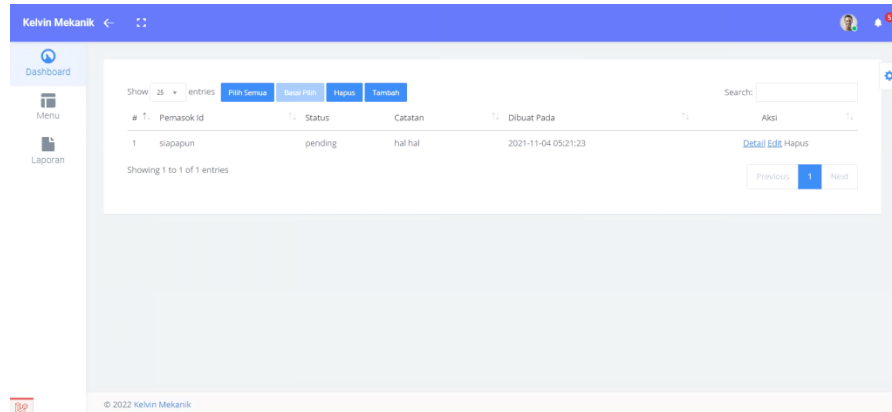 Kelvin Mekanik
5
Dashboard
Menu
Laporan
Show 25 entries Pilih Semua Batal Pilih Hapus Tambah Search:
# Pemasok Id Status Catatan Dibuat Pada Aksi
1 siapapun pending hal hal 2021-11-04 05:21:23 Detail Edit Hapus
Showing 1 to 1 of 1 entries
Previous 1 Next
© 2022 Kelvin Mekanik